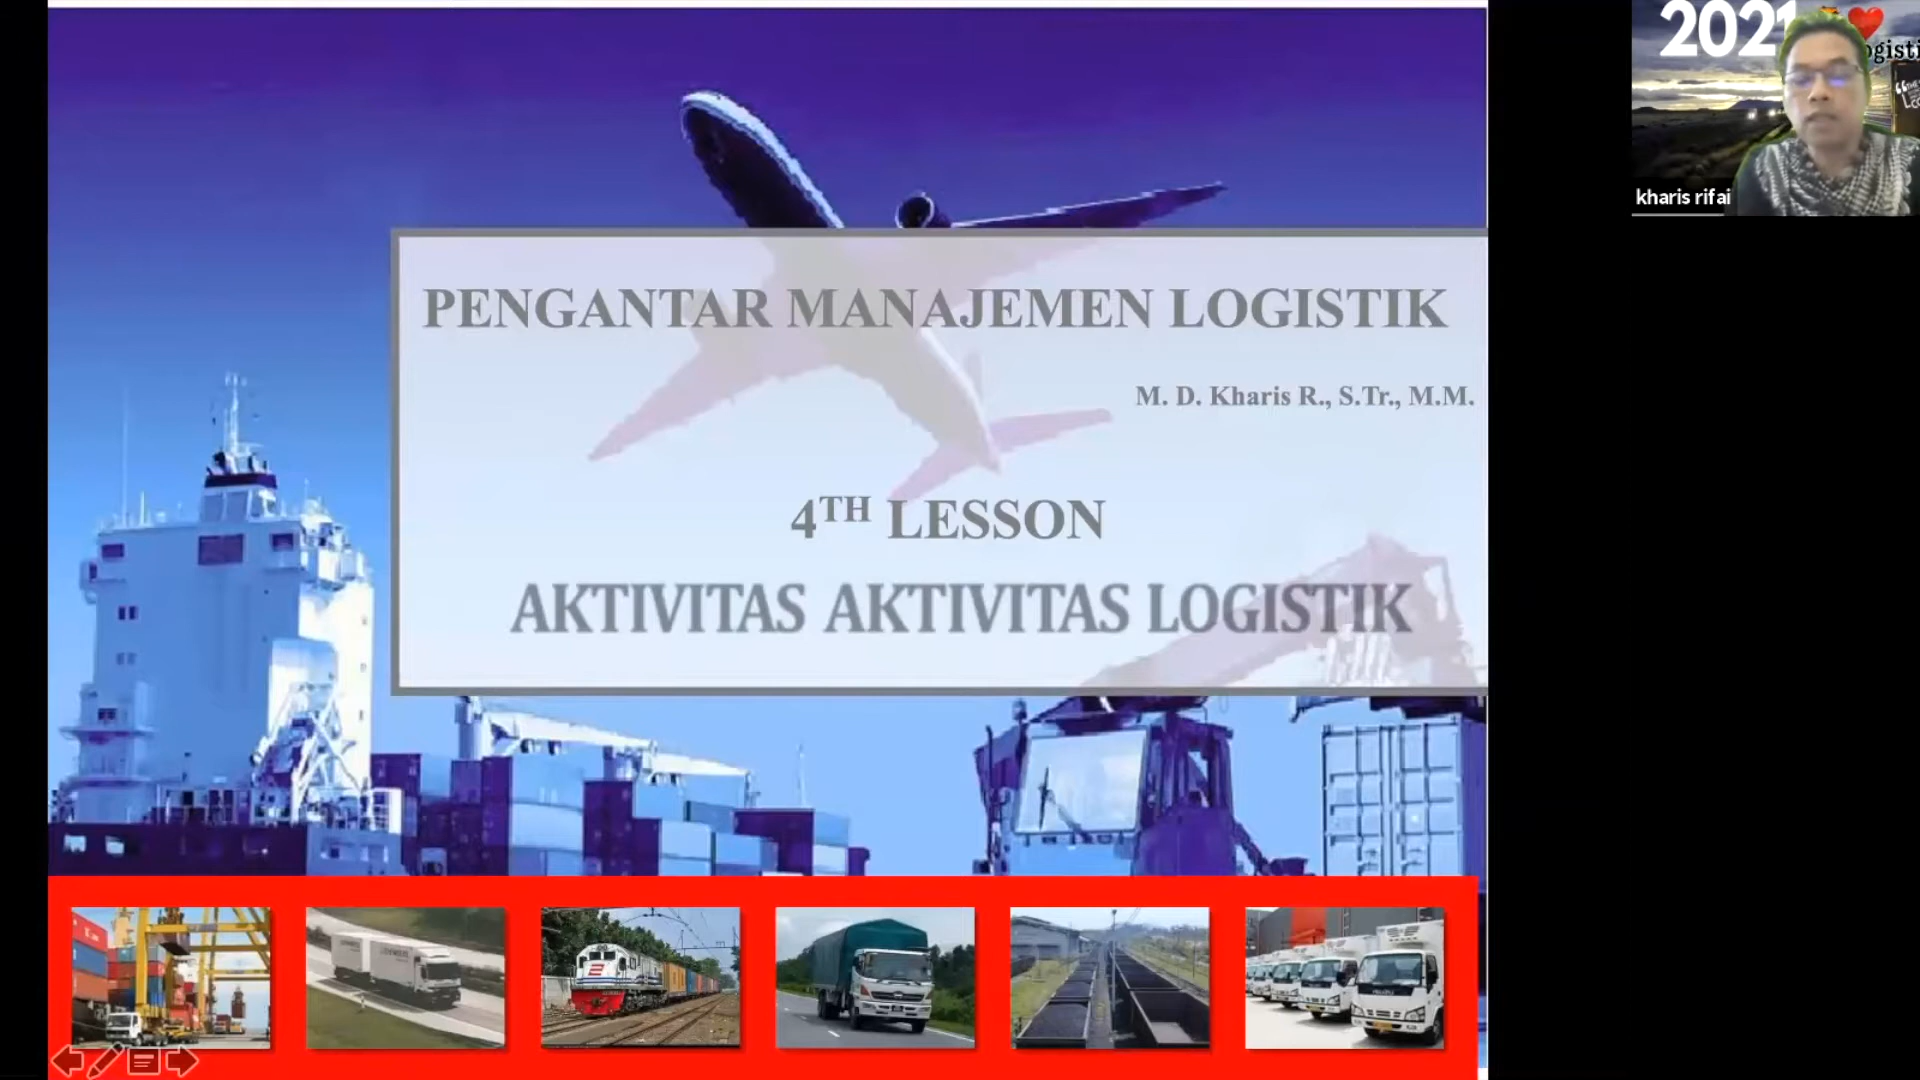 PENGANTAR MANAJEMEN LOGISTIK
M. D. Kharis R., S.Tr., M.M.
4TH LESSON
AKTIVITAS AKTIVITAS LOGISTIK
2021
kharis rifai